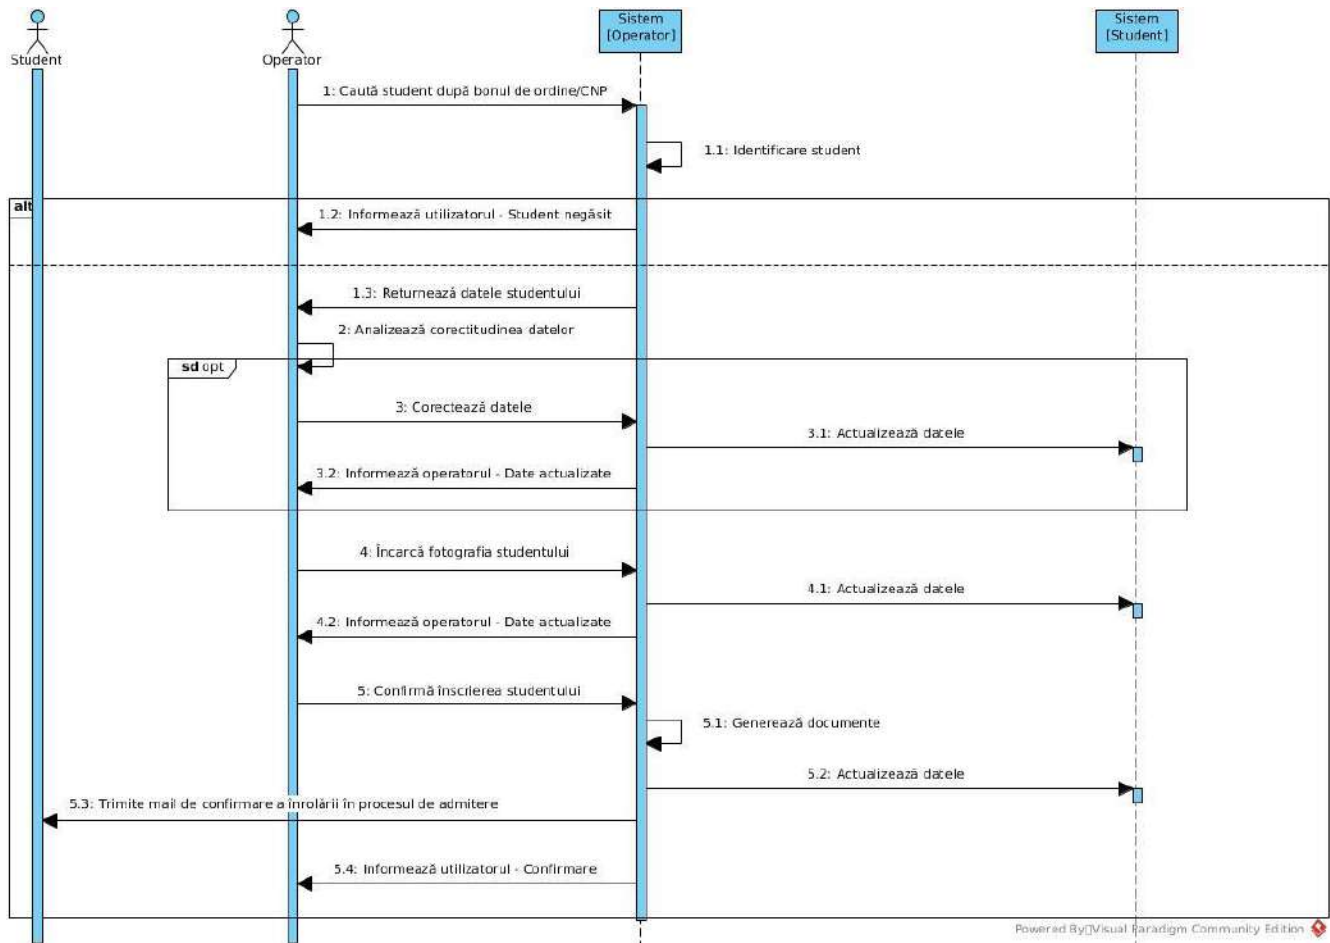 Student
Operator
Sistem
[Operator]
Sistem
[Student]
1: Caută student după bonul de ordine/CNP
1.1: Identificare student
alt
1.2: Informează utilizatorul - Student negăsit
1.3: Returnează datele studentului
2: Analizează corectitudinea datelor
sd opt
3: Corectează datele
3.1: Actualizează datele
3.2: Informează operatorul - Date actualizate
4: Încarcă fotografia studentului
4.1: Actualizează datele
4.2: Informează operatorul - Date actualizate
5: Confirmă înscrierea studentului
5.1: Generează documente
5.2: Actualizează datele
5.3: Trimite mail de confirmare a înrolării în procesul de admitere
5.4: Informează utilizatorul - Confirmare
Powered By▯Visual Paradigm Community Edition